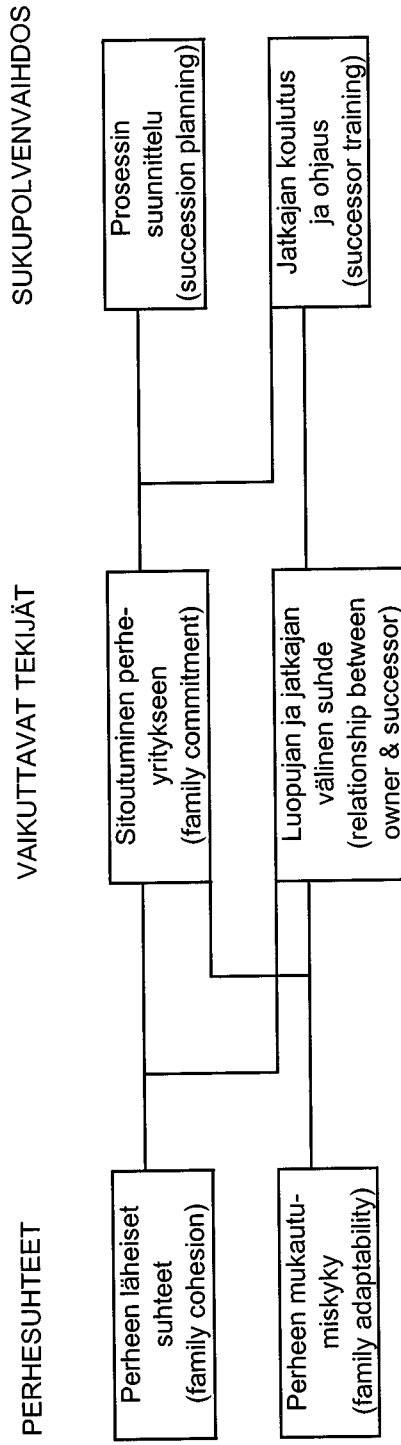 PERHESUHTEET
VAIKUTTAVAT TEKIJÄT
SUKUPOLVENVAIHDOS
Perheen läheiset
suhteet
(family cohesion)
Sitoutuminen perhe-
yritykseen
(family commitment)
Prosessin
suunnittelu
(succession planning)
Perheen mukautu-
miskyky
(family adaptability)
Luopujan ja jatkajan
välinen suhde
(relationship between
owner & successor)
Jatkajan koulutus
ja ohjaus
(successor training)